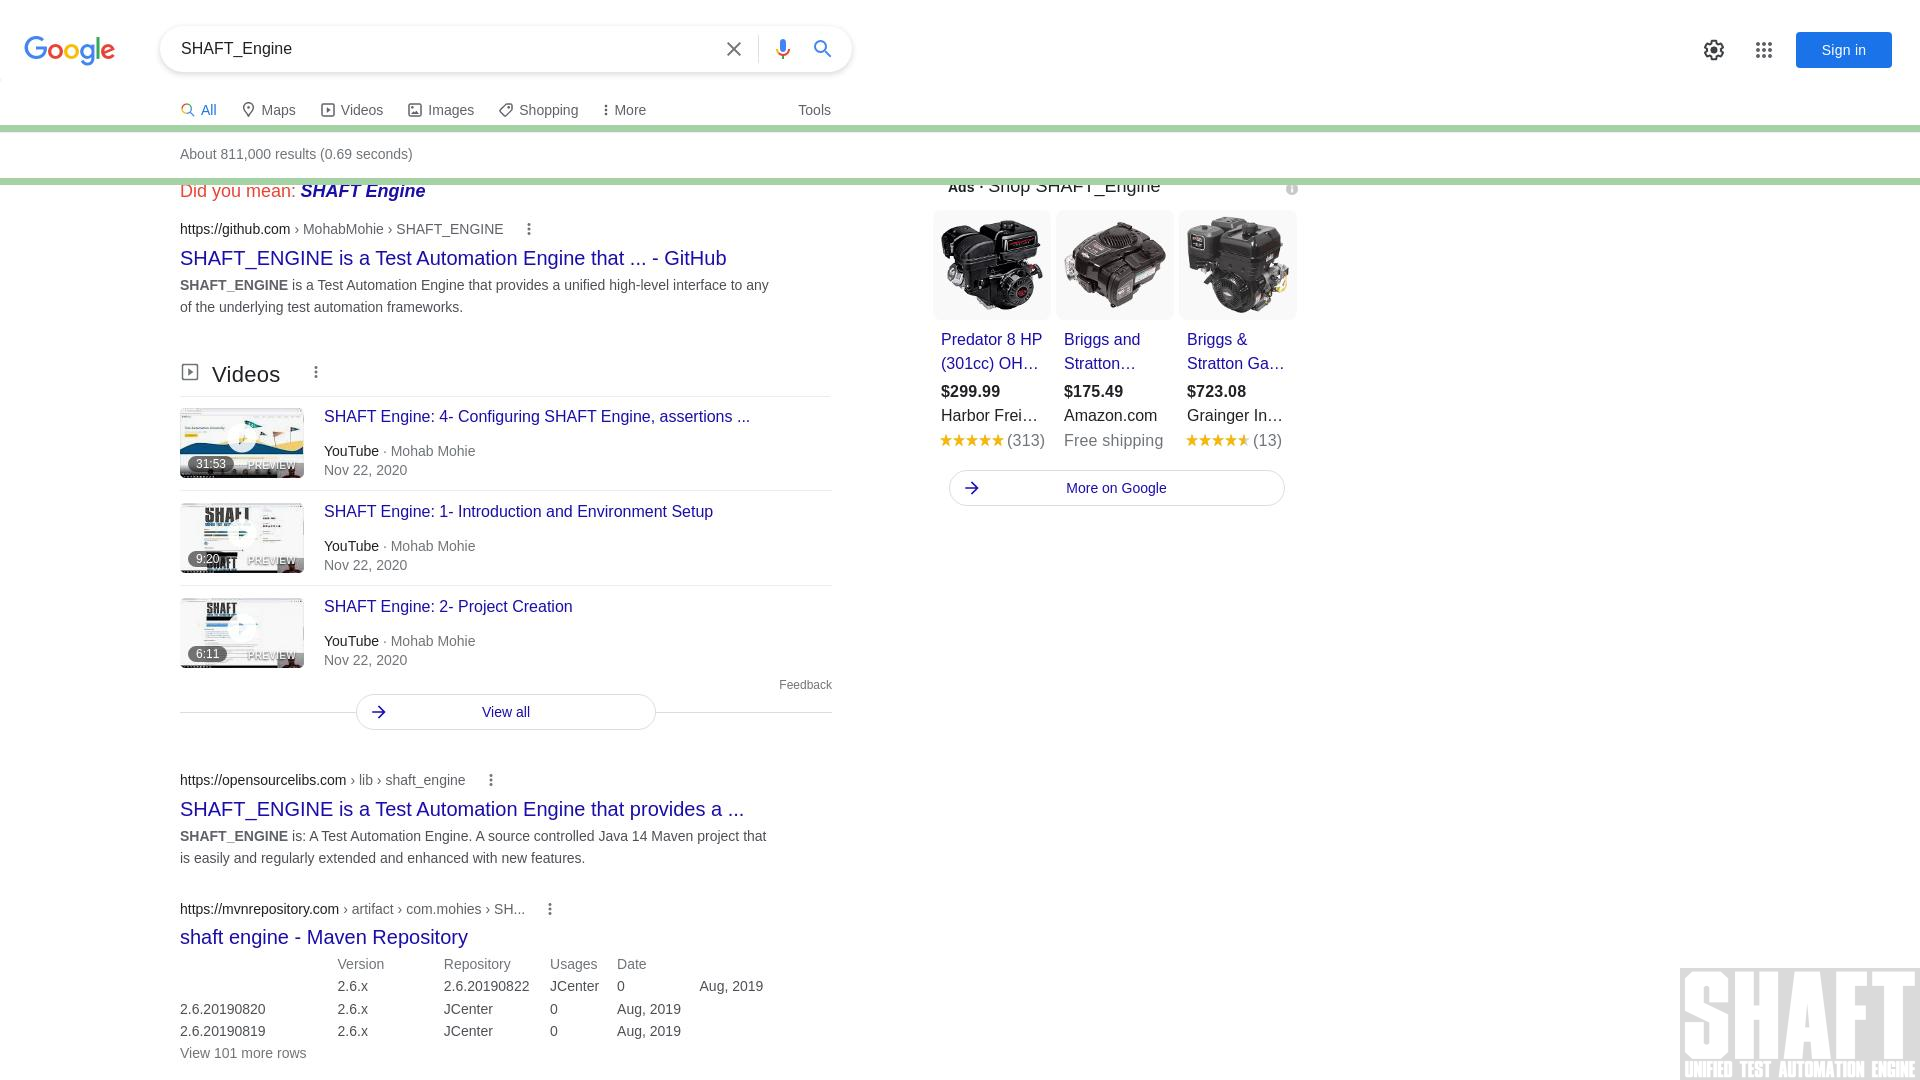 Google
SHAFT_Engine
Sign in
All
Maps
Videos
Images
Shopping
More
Tools
About 811,000 results (0.69 seconds)
Did you mean: SHAFT Engine
https://github.com › MohabMohie › SHAFT_ENGINE
SHAFT_ENGINE is a Test Automation Engine that ... - GitHub
SHAFT_ENGINE is a Test Automation Engine that provides a unified high-level interface to any
of the underlying test automation frameworks.
Videos
SHAFT Engine: 4- Configuring SHAFT Engine, assertions ...
31:53
PREVIEW
YouTube · Mohab Mohie
Nov 22, 2020
SHAFT Engine: 1- Introduction and Environment Setup
SHAFT
9:20
PREVIEW
YouTube · Mohab Mohie
Nov 22, 2020
SHAFT Engine: 2- Project Creation
SHAFT
6:11
PREVIEW
YouTube · Mohab Mohie
Nov 22, 2020
Feedback
View all
https://opensourcelibs.com › lib › shaft_engine
SHAFT_ENGINE is a Test Automation Engine that provides a ...
SHAFT_ENGINE is: A Test Automation Engine. A source controlled Java 14 Maven project that
is easily and regularly extended and enhanced with new features.
https://mvnrepository.com › artifact › com.mohies › SH...
shaft engine - Maven Repository
Version Repository Usages Date
2.6.x 2.6.20190822 JCenter 0 Aug, 2019
2.6.20190820 2.6.x JCenter 0 Aug, 2019
2.6.20190819 2.6.x JCenter 0 Aug, 2019
View 101 more rows
Ads · Shop SHAFT_Engine
Predator 8 HP
(301cc) OH...
$299.99
Harbor Frei...
(313)
Briggs and
Stratton...
$175.49
Amazon.com
Free shipping
Briggs &
Stratton Ga...
$723.08
Grainger In...
(13)
More on Google
SHAFT
UNIFIED TEST AUTOMATION ENGINE